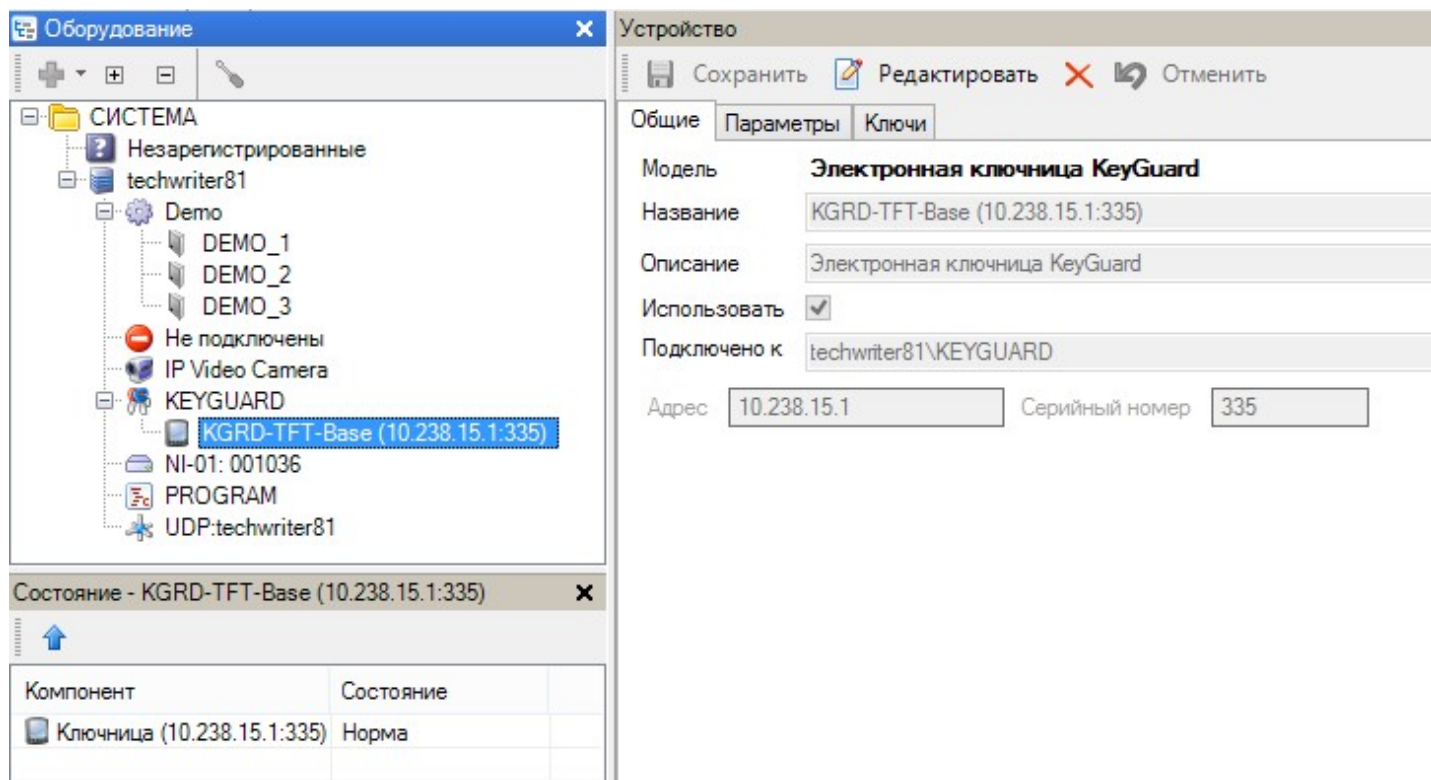 Оборудование
СИСТЕМА
Незарегистрированные
techwriter81
Demo
DEMO_1
DEMO_2
DEMO_3
Не подключены
IP Video Camera
KEYGUARD
KGRD-TFT-Base (10.238.15.1:335)
NI-01: 001036
PROGRAM
UDP:techwriter81
Состояние - KGRD-TFT-Base (10.238.15.1:335)
Компонент Состояние
Ключница (10.238.15.1:335) Норма
Устройство
Сохранить Редактировать Отменить
Общие Параметры Ключи
Модель Электронная ключница KeyGuard
Название KGRD-TFT-Base (10.238.15.1:335)
Описание Электронная ключница KeyGuard
Использовать
Подключено к techwriter81\KEYGUARD
Адрес 10.238.15.1 Серийный номер 335